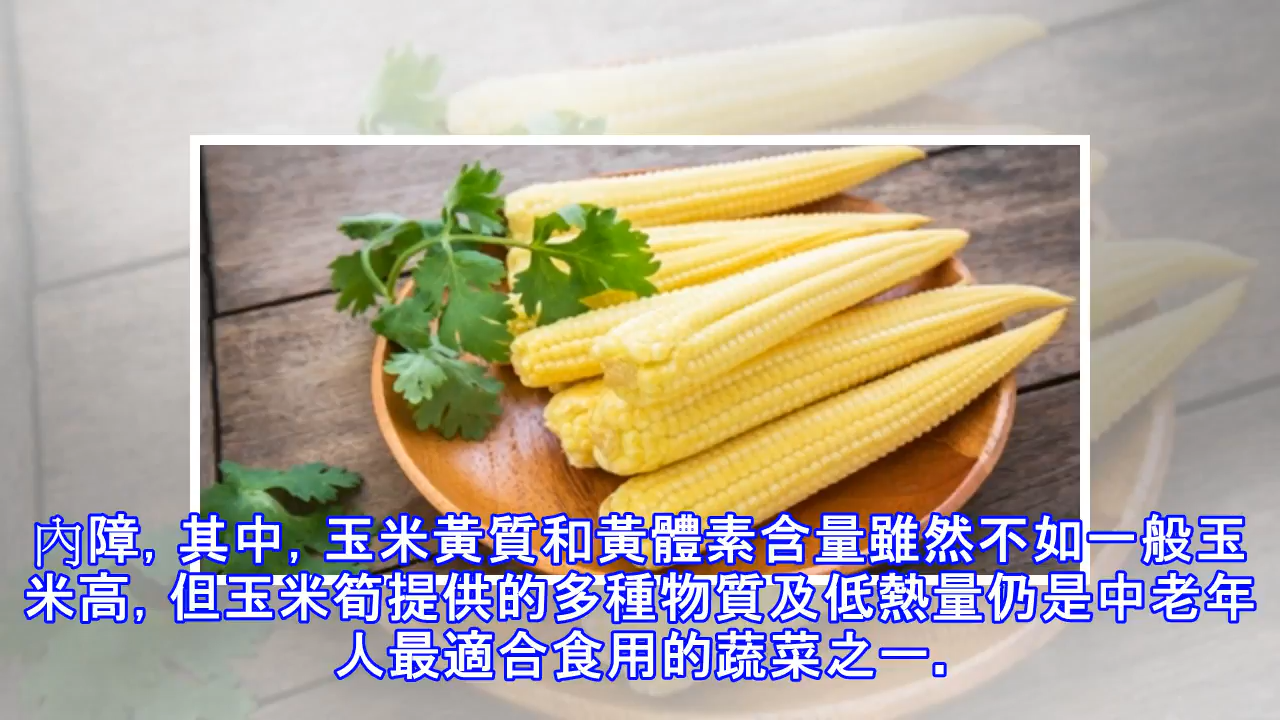 內障, 其中, 玉米黃質和黃體素含量雖然不如一般玉
米高, 但玉米筍提供的多種物質及低熱量仍是中老年
人最適合食用的蔬菜之一.